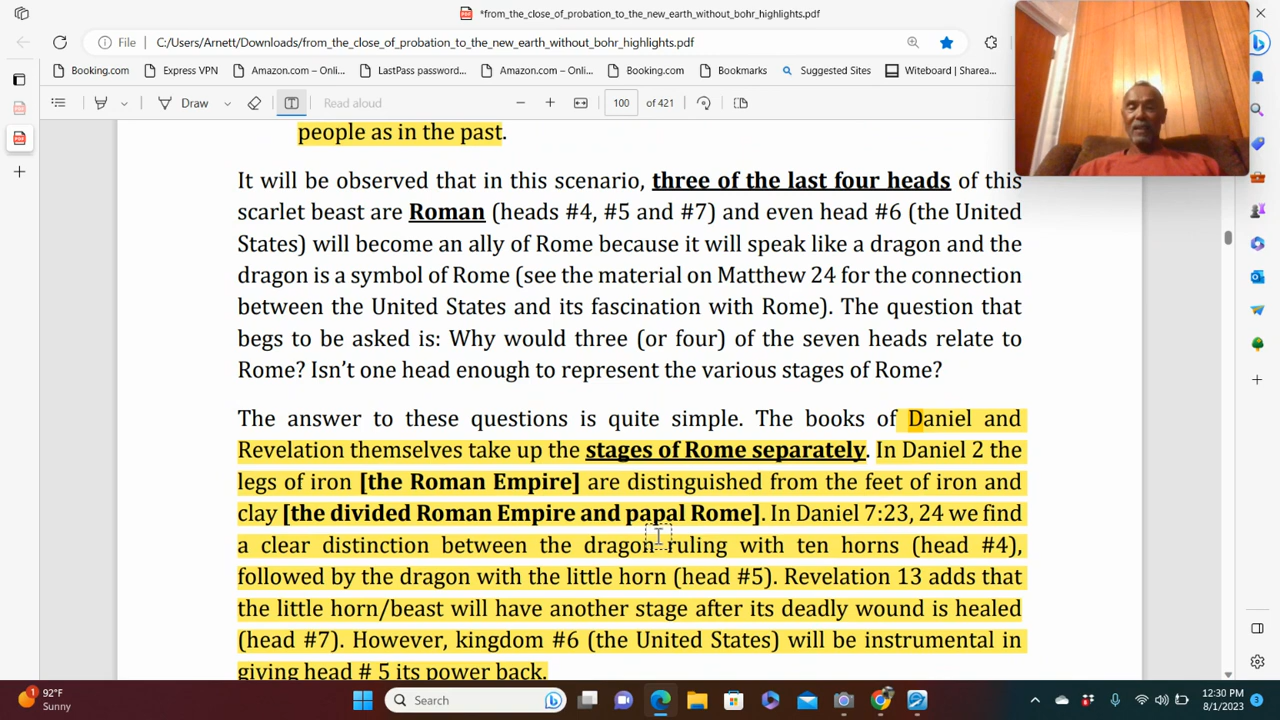 *from_the_close_of_probation_to_the_new_earth_without_bohr_highlights.pdf
File C:/Users/Arnett/Downloads/from_the_close_of_probation_to_the_new_earth_without_bohr_highlights.pdf
Booking.com Express VPN Amazon.com – Onli... LastPass password... Amazon.com – Onli... Booking.com Bookmarks Suggested Sites Witeboard | Sharea...
Draw Read aloud 100 of 421
people as in the past.
It will be observed that in this scenario, three of the last four heads of this
scarlet beast are Roman (heads #4, #5 and #7) and even head #6 (the United
States) will become an ally of Rome because it will speak like a dragon and the
dragon is a symbol of Rome (see the material on Matthew 24 for the connection
between the United States and its fascination with Rome). The question that
begs to be asked is: Why would three (or four) of the seven heads relate to
Rome? Isn’t one head enough to represent the various stages of Rome?
The answer to these questions is quite simple. The books of Daniel and
Revelation themselves take up the stages of Rome separately. In Daniel 2 the
legs of iron [the Roman Empire] are distinguished from the feet of iron and
clay [the divided Roman Empire and papal Rome]. In Daniel 7:23, 24 we find
a clear distinction between the dragon ruling with ten horns (head #4),
followed by the dragon with the little horn (head #5). Revelation 13 adds that
the little horn/beast will have another stage after its deadly wound is healed
(head #7). However, kingdom #6 (the United States) will be instrumental in
giving head # 5 its power back.
92°F
Sunny
Search
12:30 PM
8/1/2023